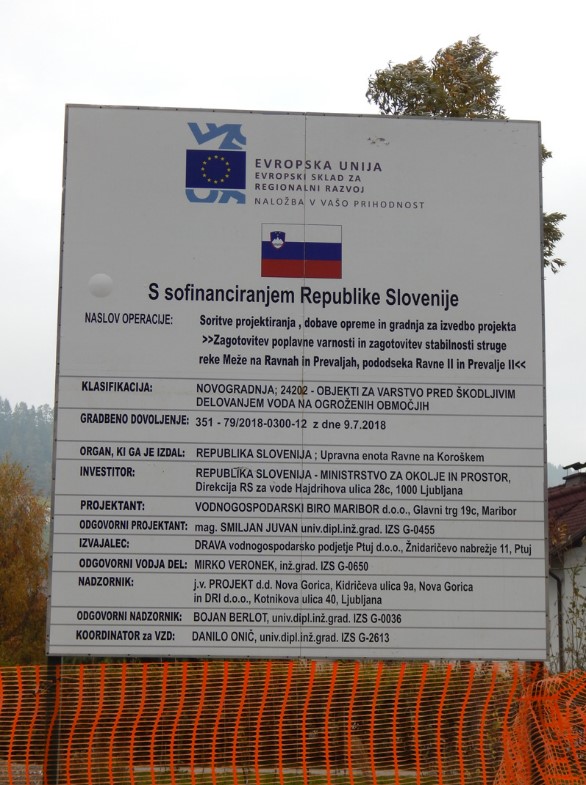 EVROPSKA UNIJA
EVROPSKI SKLAD ZA
REGIONALNI RAZVOJ
NALOŽBA V VAŠO PRIHODNOST
S sofinanciranjem Republike Slovenije
NASLOV OPERACIJE: Soritve projektiranja , dobave opreme in gradnja za izvedbo projekta
>>Zagotovitev poplavne varnosti in zagotovitev stabilnosti struge
reke Meže na Ravnah in Prevaljah, pododseka Ravne II in Prevalje II<<
KLASIFIKACIJA: NOVOGRADNJA; 24202 - OBJEKTI ZA VARSTVO PRED ŠKODLJIVIM
DELOVANJEM VODA NA OGROŽENIH OBMOČJIH
GRADBENO DOVOLJENJE: 351 - 79/2018-0300-12 z dne 9.7.2018
ORGAN, KI GA JE IZDAL: REPUBLIKA SLOVENIJA ; Upravna enota Ravne na Koroškem
INVESTITOR: REPUBLIKA SLOVENIJA - MINISTRSTVO ZA OKOLJE IN PROSTOR,
Direkcija RS za vode Hajdrihova ulica 28c, 1000 Ljubljana
PROJEKTANT: VODNOGOSPODARSKI BIRO MARIBOR d.o.o., Glavni trg 19c, Maribor
ODGOVORNI PROJEKTANT: mag. SMILJAN JUVAN univ.dipl.inž.grad. IZS G-0455
IZVAJALEC: DRAVA vodnogospodarsko podjetje Ptuj d.o.o., Žnidaričevo nabrežje 11, Ptuj
ODGOVORNI VODJA DEL: MIRKO VERONEK, inž.grad. IZS G-0650
NADZORNIK: j.v. PROJEKT d.d. Nova Gorica, Kidričeva ulica 9a, Nova Gorica
in DRI d.o.o., Kotnikova ulica 40, Ljubljana
ODGOVORNI NADZORNIK: BOJAN BERLOT, univ.dipl.inž.grad. IZS G-0036
KOORDINATOR za VZD: DANILO ONIČ, univ.dipl.inž.grad. IZS G-2613